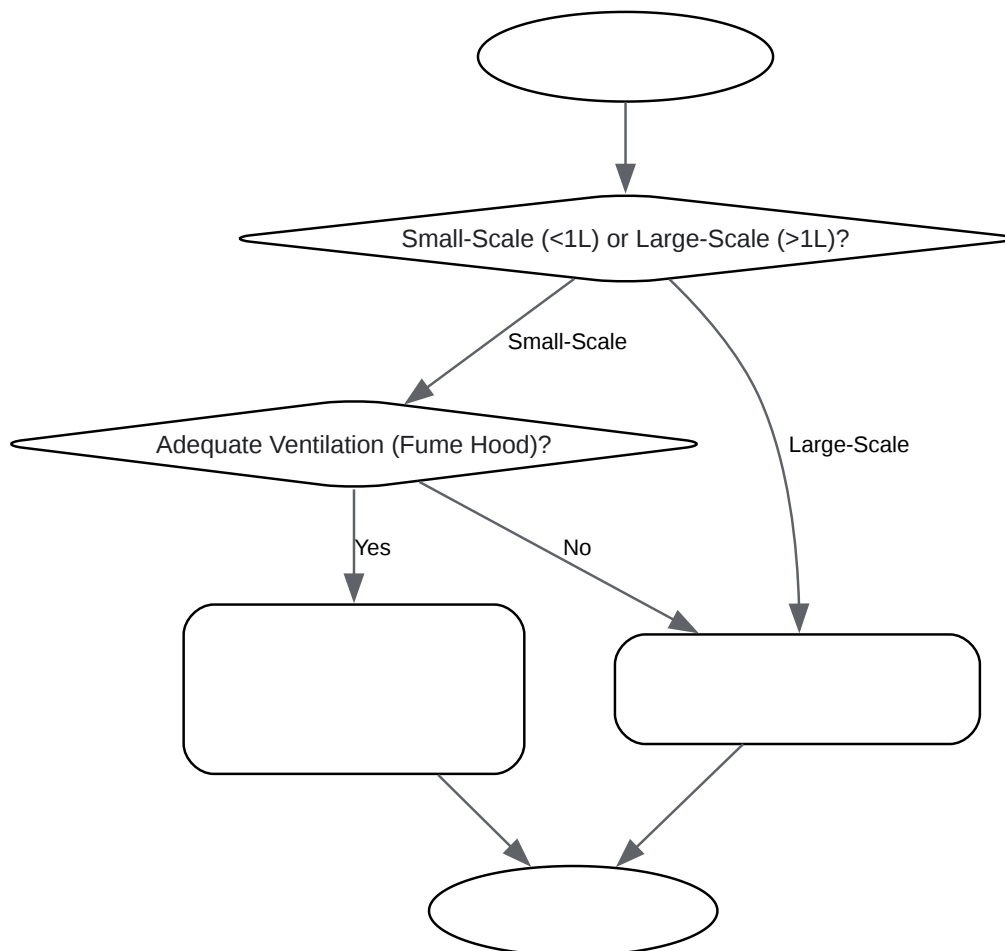 Small-Scale (<1L) or Large-Scale (>1L)?
Small-Scale
Adequate Ventilation (Fume Hood)?
Large-Scale
Yes
No